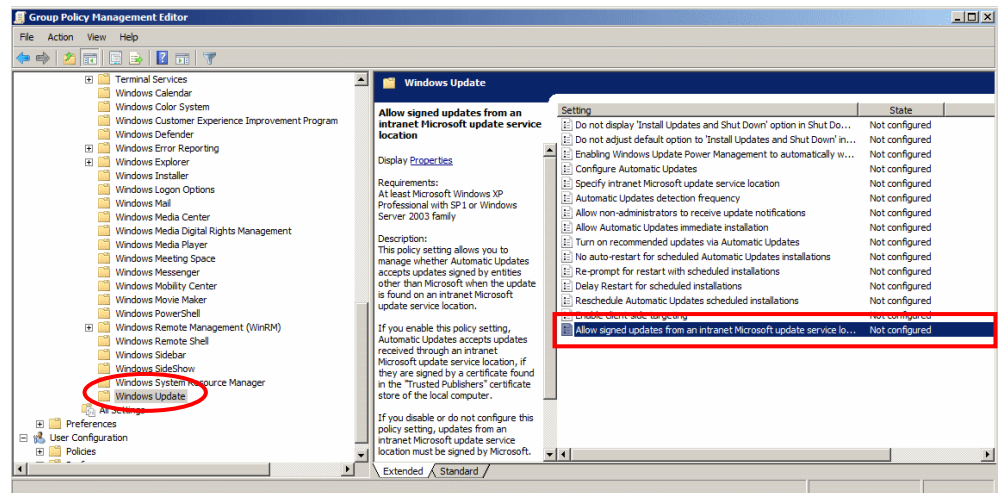 Group Policy Management Editor
File Action View Help
Terminal Services
Windows Calendar
Windows Color System
Windows Customer Experience Improvement Program
Windows Defender
Windows Error Reporting
Windows Explorer
Windows Installer
Windows Logon Options
Windows Mail
Windows Media Center
Windows Media Digital Rights Management
Windows Media Player
Windows Meeting Space
Windows Messenger
Windows Mobility Center
Windows Movie Maker
Windows PowerShell
Windows Remote Management (WinRM)
Windows Remote Shell
Windows Sidebar
Windows SideShow
Windows System Resource Manager
Windows Update
All Settings
Preferences
User Configuration
Policies
Windows Update
Allow signed updates from an
intranet Microsoft update service
location
Display Properties
Requirements:
At least Microsoft Windows XP
Professional with SP1 or Windows
Server 2003 family
Description:
This policy setting allows you to
manage whether Automatic Updates
accepts updates signed by entities
other than Microsoft when the update
is found on an intranet Microsoft
update service location.
If you enable this policy setting,
Automatic Updates accepts updates
received through an intranet
Microsoft update service location, if
they are signed by a certificate found
in the "Trusted Publishers" certificate
store of the local computer.
If you disable or do not configure this
policy setting, updates from an
intranet Microsoft update service
location must be signed by Microsoft.
Setting State
Do not display 'Install Updates and Shut Down' option in Shut Do... Not configured
Do not adjust default option to 'Install Updates and Shut Down' in... Not configured
Enabling Windows Update Power Management to automatically w... Not configured
Configure Automatic Updates Not configured
Specify intranet Microsoft update service location Not configured
Automatic Updates detection frequency Not configured
Allow non-administrators to receive update notifications Not configured
Allow Automatic Updates immediate installation Not configured
Turn on recommended updates via Automatic Updates Not configured
No auto-restart for scheduled Automatic Updates installations Not configured
Re-prompt for restart with scheduled installations Not configured
Delay Restart for scheduled installations Not configured
Reschedule Automatic Updates scheduled installations Not configured
Enable client-side targeting Not configured
Allow signed updates from an intranet Microsoft update service lo... Not configured
Extended Standard